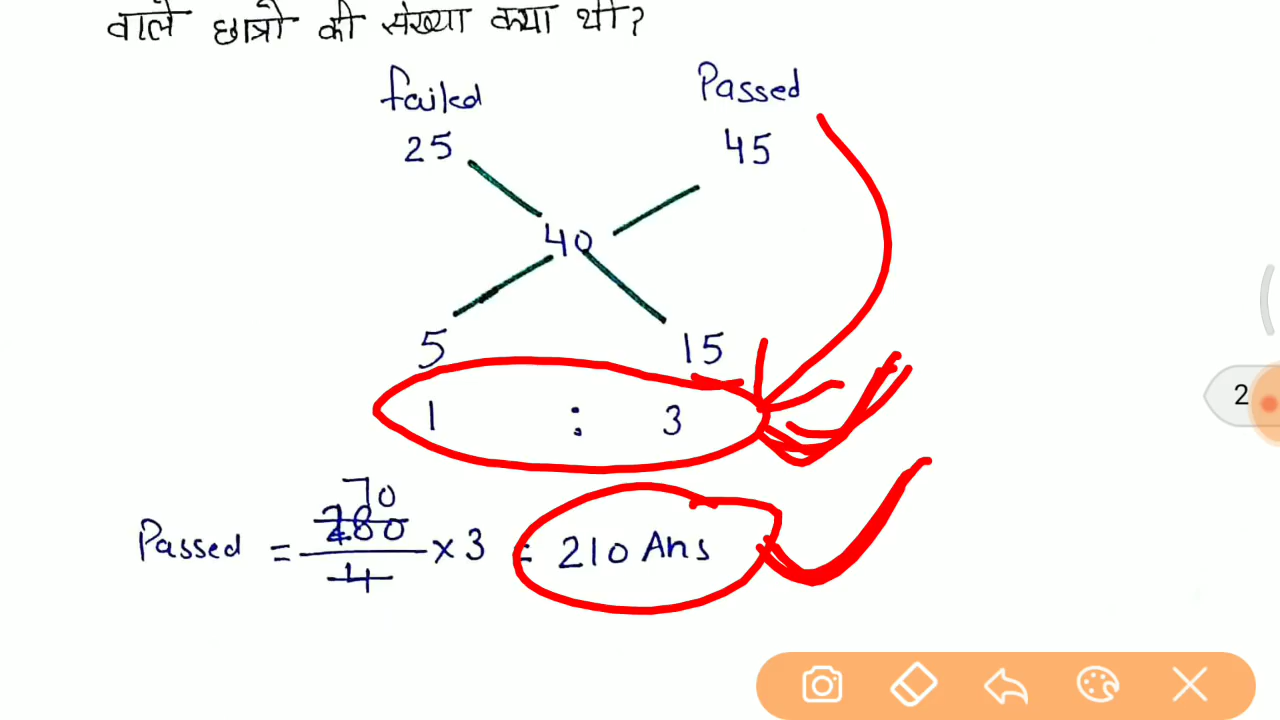 वाले छात्रो की संख्या क्या थी?
failed Passed
25 45
40
5 15
1 : 3
70
Passed = 280/4 × 3 = 210 Ans
2